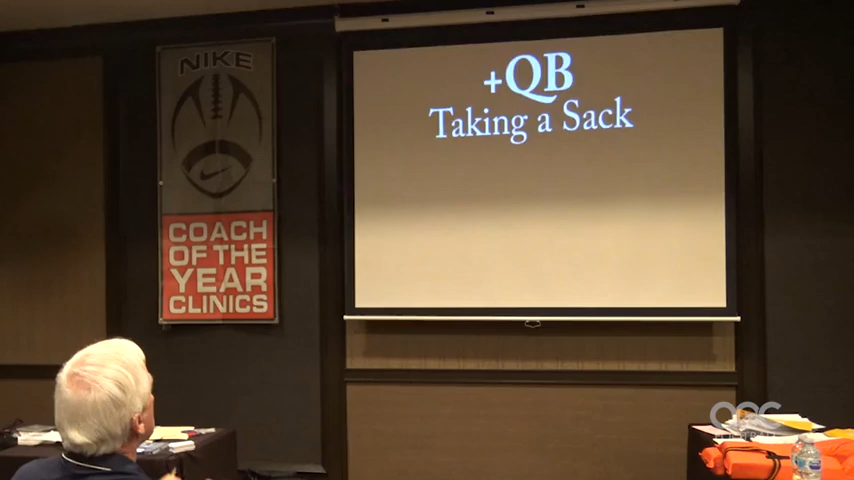 NIKE
COACH
OF THE
YEAR
CLINICS
+QB
Taking a Sack